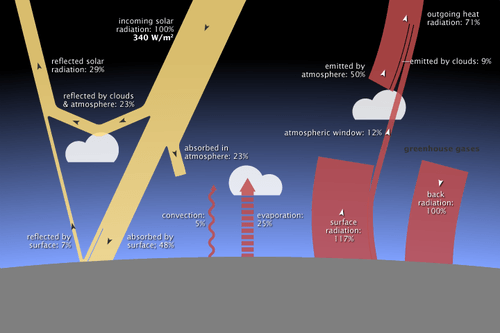 incoming solar
radiation: 100%
340 W/m²
outgoing heat
radiation: 71%
reflected solar
radiation: 29%
emitted by
atmosphere: 50%
emitted by clouds: 9%
reflected by clouds
& atmosphere: 23%
atmospheric window: 12%
greenhouse gases
absorbed in
atmosphere: 23%
back
radiation:
100%
convection:
5%
evaporation:
25%
surface
radiation:
117%
reflected by
surface: 7%
absorbed by
surface: 48%